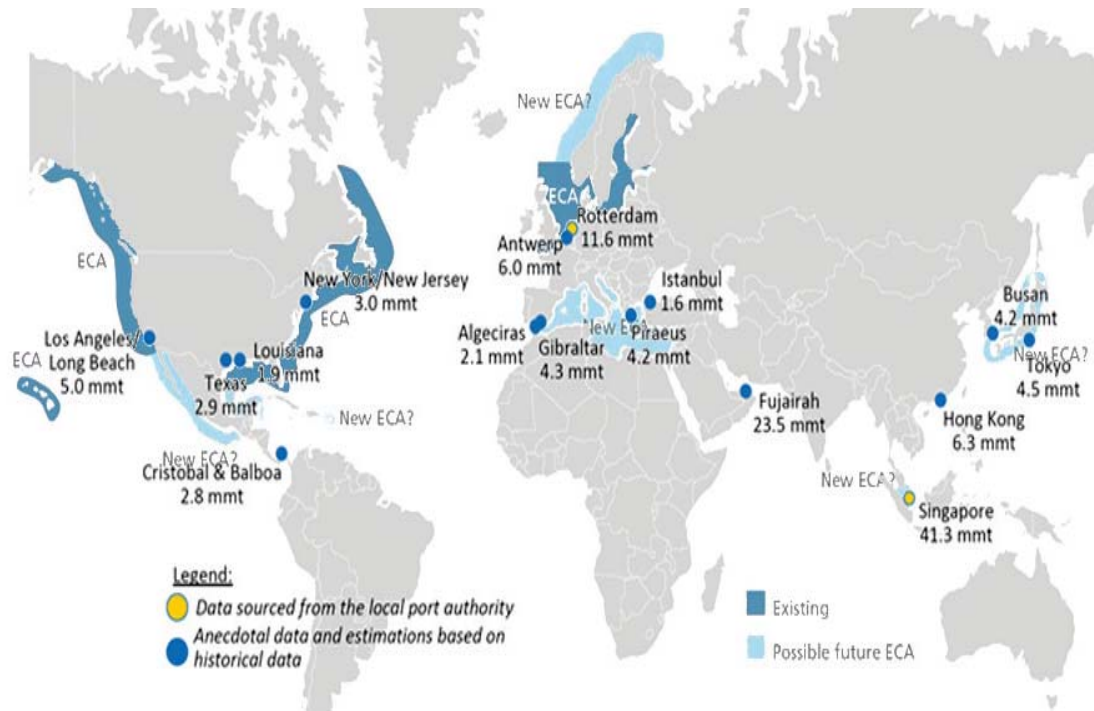 New ECA?
ECA
Rotterdam
11.6 mmt
Antwerp
6.0 mmt
ECA
New York/New Jersey
3.0 mmt
ECA
Istanbul
1.6 mmt
Busan
4.2 mmt
Los Angeles/
Long Beach
5.0 mmt
ECA
Louisiana
1.9 mmt
Texas
2.9 mmt
Algeciras
2.1 mmt
Gibraltar
4.3 mmt
New ECA
Piraeus
4.2 mmt
New ECA?
Tokyo
4.5 mmt
Fujairah
23.5 mmt
Hong Kong
6.3 mmt
New ECA?
New ECA?
Cristobal & Balboa
2.8 mmt
New ECA?
Singapore
41.3 mmt
Legend:
Data sourced from the local port authority
Anecdotal data and estimations based on
historical data
Existing
Possible future ECA